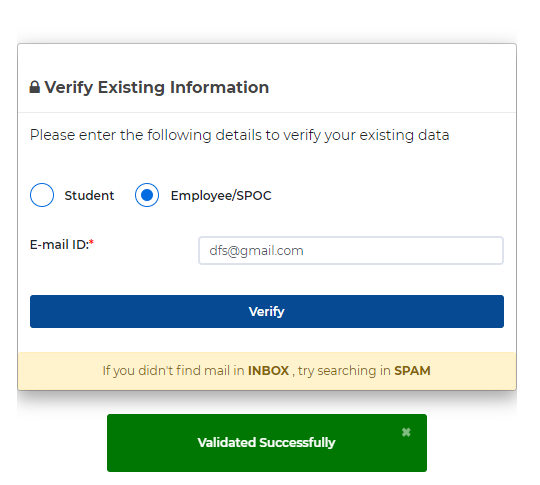 Verify Existing Information
Please enter the following details to verify your existing data
Student Employee/SPOC
E-mail ID:*
dfs@gmail.com
Verify
If you didn't find mail in INBOX , try searching in SPAM
Validated Successfully